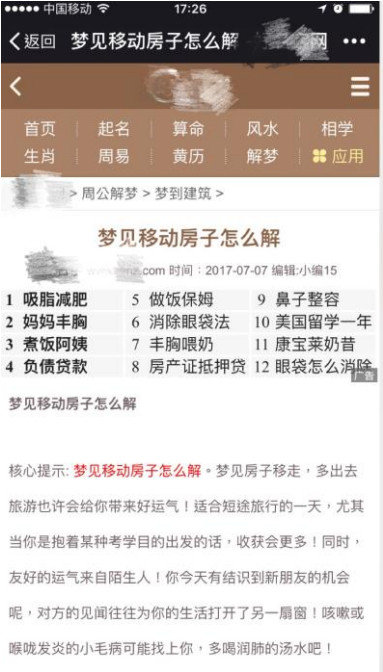 中国移动 17:26
返回 梦见移动房子怎么解 网
首页 起名 算命 风水 相学
生肖 周易 黄历 解梦 应用
> 周公解梦 > 梦到建筑 >
梦见移动房子怎么解
.com 时间：2017-07-07 编辑:小编15
1 吸脂减肥 5 做饭保姆 9 鼻子整容
2 妈妈丰胸 6 消除眼袋法 10 美国留学一年
3 煮饭阿姨 7 丰胸喂奶 11 康宝莱奶昔
4 负债贷款 8 房产证抵押贷 12 眼袋怎么消除
广告
梦见移动房子怎么解
核心提示: 梦见移动房子怎么解。梦见房子移走，多出去
旅游也许会给你带来好运气！适合短途旅行的一天，尤其
当你是抱着某种考学目的出发的话，收获会更多！同时，
友好的运气来自陌生人！你今天有结识到新朋友的机会
呢，对方的见闻往往为你的生活打开了另一扇窗！咳嗽或
喉咙发炎的小毛病可能找上你，多喝润肺的汤水吧！